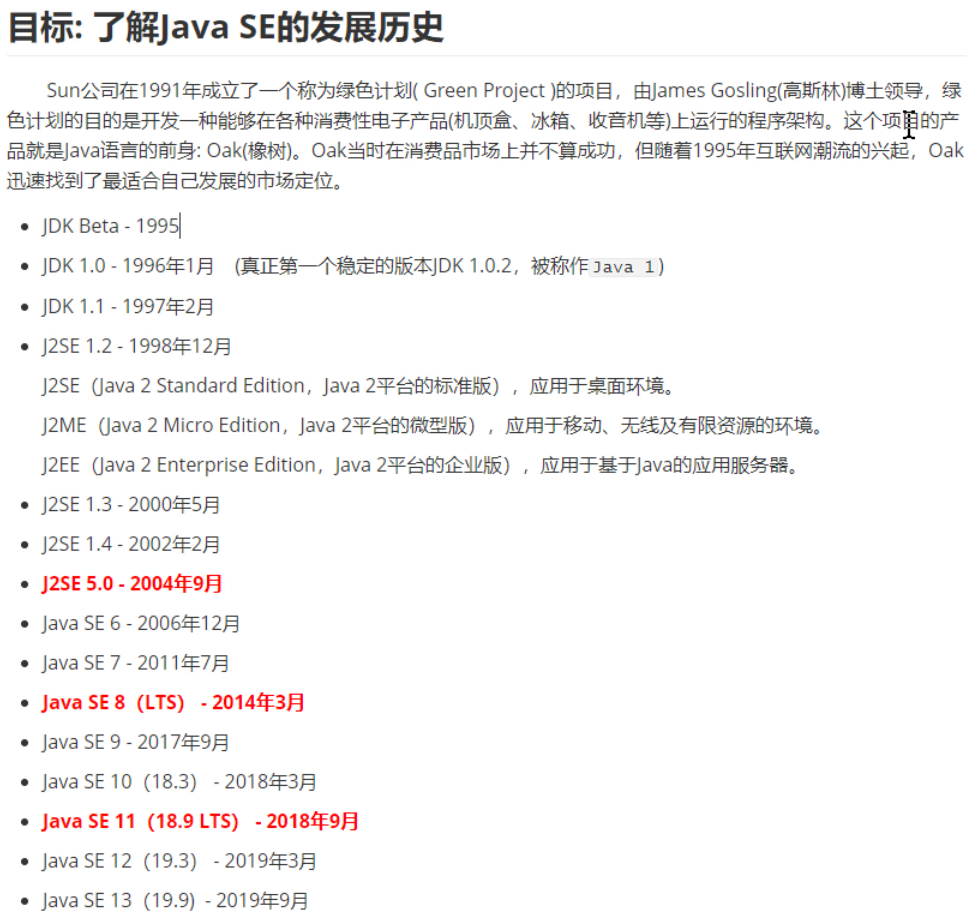 目标: 了解Java SE的发展历史
Sun公司在1991年成立了一个称为绿色计划( Green Project )的项目，由James Gosling(高斯林)博士领导，绿
色计划的目的是开发一种能够在各种消费性电子产品(机顶盒、冰箱、收音机等)上运行的程序架构。这个项目的产
品就是Java语言的前身: Oak(橡树)。Oak当时在消费品市场上并不算成功，但随着1995年互联网潮流的兴起，Oak
迅速找到了最适合自己发展的市场定位。
JDK Beta - 1995
JDK 1.0 - 1996年1月 (真正第一个稳定的版本JDK 1.0.2，被称作 Java 1)
JDK 1.1 - 1997年2月
J2SE 1.2 - 1998年12月
J2SE（Java 2 Standard Edition，Java 2平台的标准版），应用于桌面环境。
J2ME（Java 2 Micro Edition，Java 2平台的微型版），应用于移动、无线及有限资源的环境。
J2EE（Java 2 Enterprise Edition，Java 2平台的企业版），应用于基于Java的应用服务器。
J2SE 1.3 - 2000年5月
J2SE 1.4 - 2002年2月
J2SE 5.0 - 2004年9月
Java SE 6 - 2006年12月
Java SE 7 - 2011年7月
Java SE 8（LTS） - 2014年3月
Java SE 9 - 2017年9月
Java SE 10（18.3） - 2018年3月
Java SE 11（18.9 LTS） - 2018年9月
Java SE 12（19.3） - 2019年3月
Java SE 13（19.9) - 2019年9月